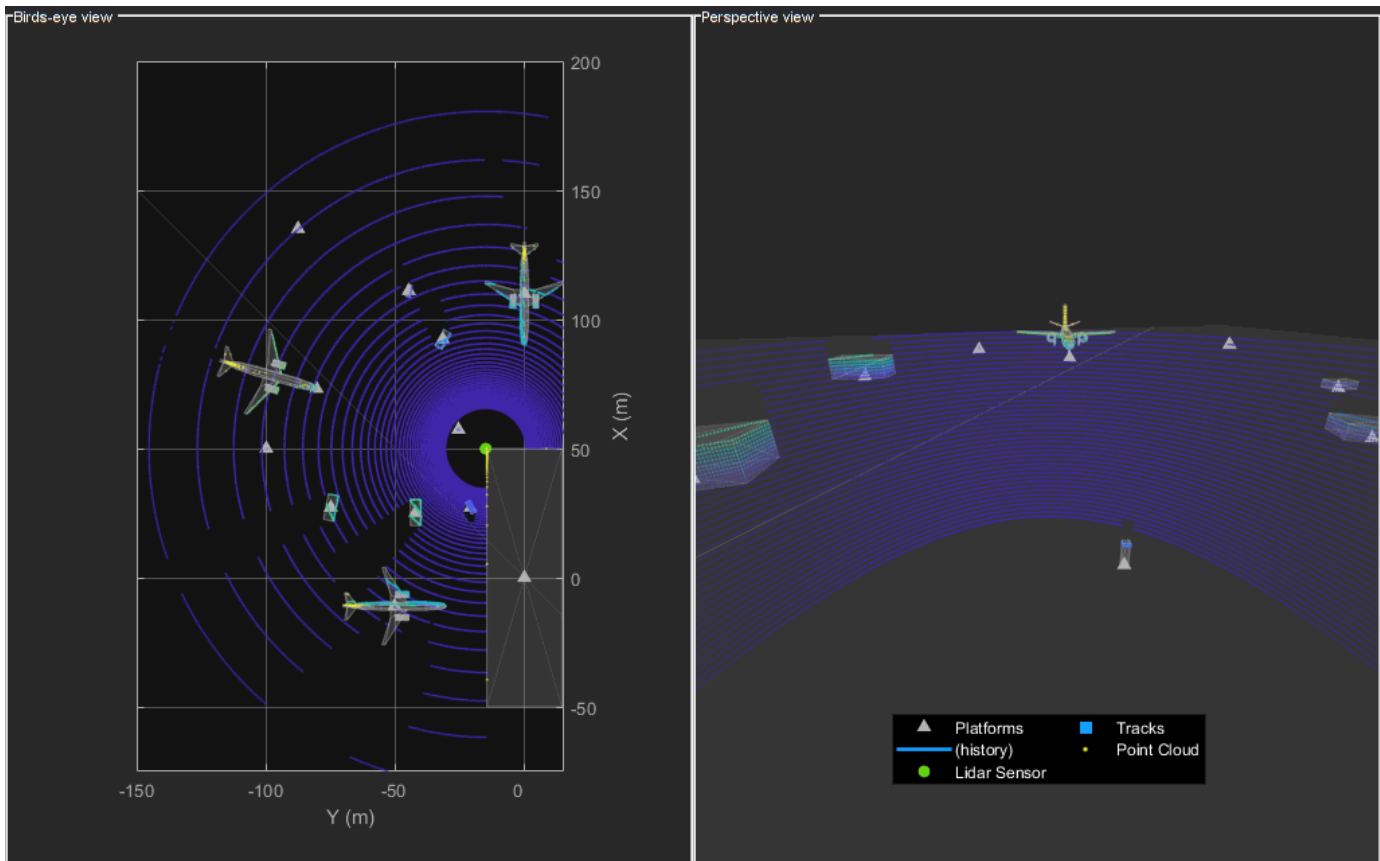 Birds-eye view
200
150
100
50
0
-50
X (m)
-150
-100
-50
0
Y (m)
Perspective view
Platforms
Tracks
(history)
Point Cloud
Lidar Sensor